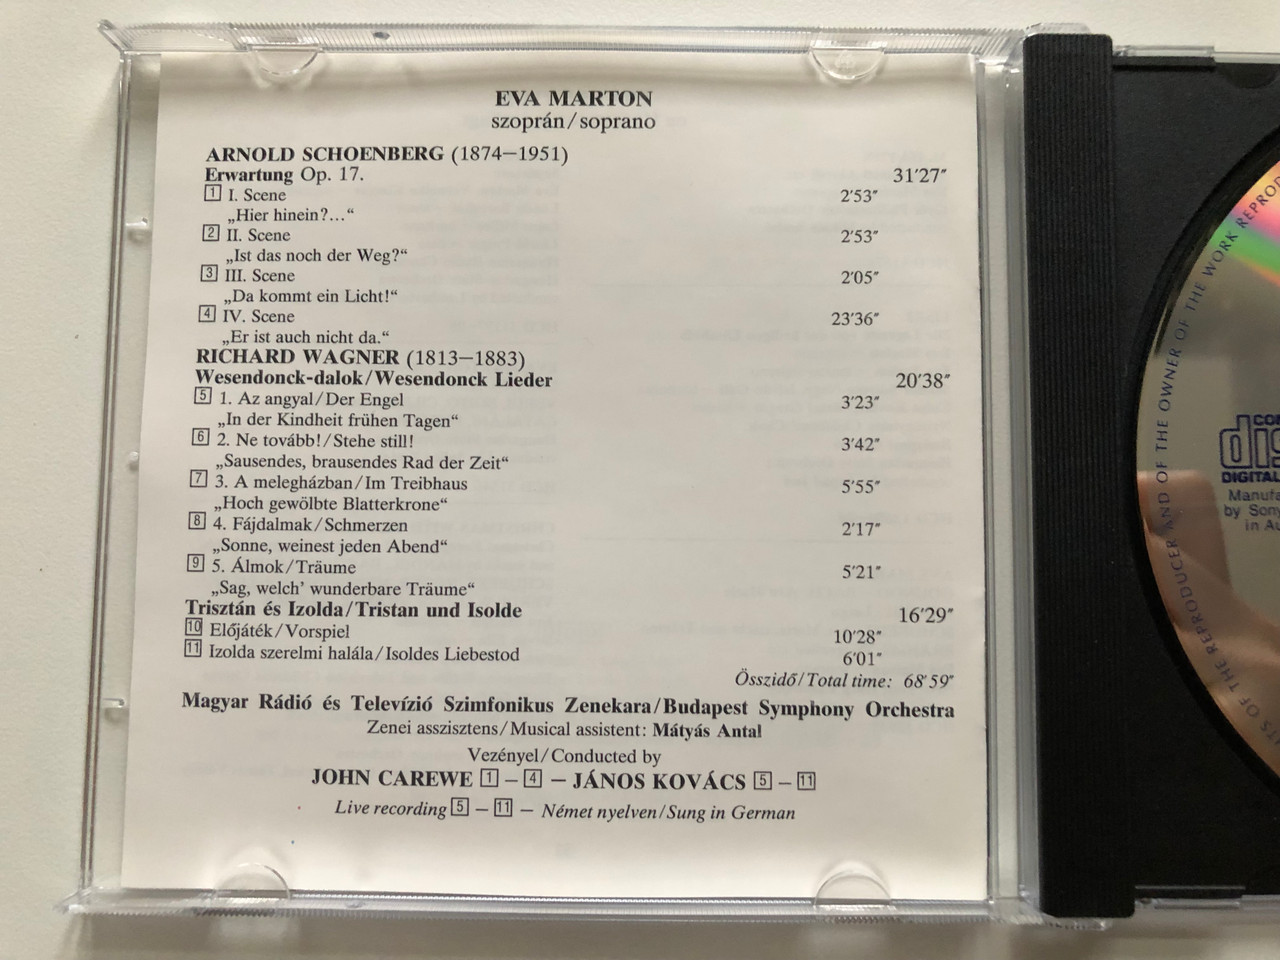 EVA MARTON
szoprán/soprano
ARNOLD SCHOENBERG (1874—1951)
Erwartung Op. 17. 31′27″
1 I. Scene 2′53″
„Hier hinein?...“
2 II. Scene 2′53″
„Ist das noch der Weg?“
3 III. Scene 2′05″
„Da kommt ein Licht!“
4 IV. Scene 23′36″
„Er ist auch nicht da.“
RICHARD WAGNER (1813—1883)
Wesendonck-dalok/Wesendonck Lieder 20′38″
5 1. Az angyal/Der Engel 3′23″
„In der Kindheit frühen Tagen“
6 2. Ne tovább!/Stehe still! 3′42″
„Sausendes, brausendes Rad der Zeit“
7 3. A melegházban/Im Treibhaus 5′55″
„Hoch gewölbte Blatterkrone“
8 4. Fájdalmak/Schmerzen 2′17″
„Sonne, weinest jeden Abend“
9 5. Álmok/Träume 5′21″
„Sag, welch’ wunderbare Träume“
Trisztán és Izolda/Tristan und Isolde 16′29″
10 Előjáték/Vorspiel 10′28″
11 Izolda szerelmi halála/Isoldes Liebestod 6′01″
Összidő/Total time: 68′59″
Magyar Rádió és Televízió Szimfonikus Zenekara/Budapest Symphony Orchestra
Zenei asszisztens/Musical assistent: Mátyás Antal
Vezényel/Conducted by
JOHN CAREWE 1 – 4 — JÁNOS KOVÁCS 5 – 11
Live recording 5 — 11 — Német nyelven/Sung in German
OF THE REPRODUCER AND OF THE OWNER OF THE WORK
DIGITAL
by Sony
in